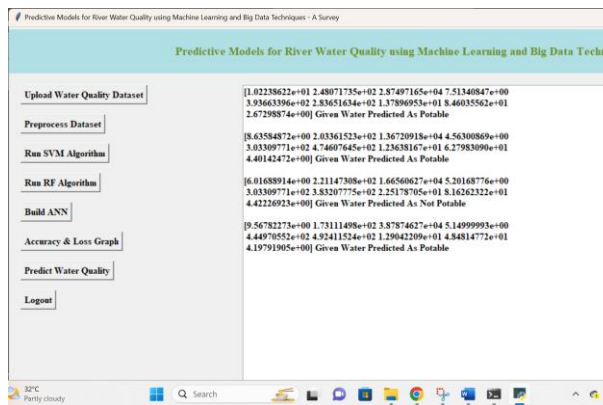 Predictive Models for River Water Quality using Machine Learning and Big Data Techniques - A Survey
Predictive Models for River Water Quality using Machine Learning and Big Data Tech
Upload Water Quality Dataset
Preprocess Dataset
Run SVM Algorithm
Run RF Algorithm
Build ANN
Accuracy & Loss Graph
Predict Water Quality
Logout
[1.02238622e+01 2.48071735e+02 2.87497165e+04 7.51340847e+00
3.93663396e+02 2.83651634e+02 1.37896953e+01 8.46035562e+01
2.67298874e+00] Given Water Predicted As Potable
[8.63584872e+00 2.03361523e+02 1.36720918e+04 4.56300869e+00
3.03309771e+02 4.74607645e+02 1.23638167e+01 6.27983090e+01
4.40142472e+00] Given Water Predicted As Potable
[6.01688914e+00 2.21147308e+02 1.66560627e+04 5.20168776e+00
3.03309771e+02 3.83207775e+02 2.25178705e+01 8.16262322e+01
4.42226923e+00] Given Water Predicted As Not Potable
[9.56782273e+00 1.73111498e+02 3.87874627e+04 5.14999993e+00
4.44970552e+02 4.92411524e+02 1.29042209e+01 4.84814772e+01
4.19791905e+00] Given Water Predicted As Potable
32°C
Partly cloudy
Search